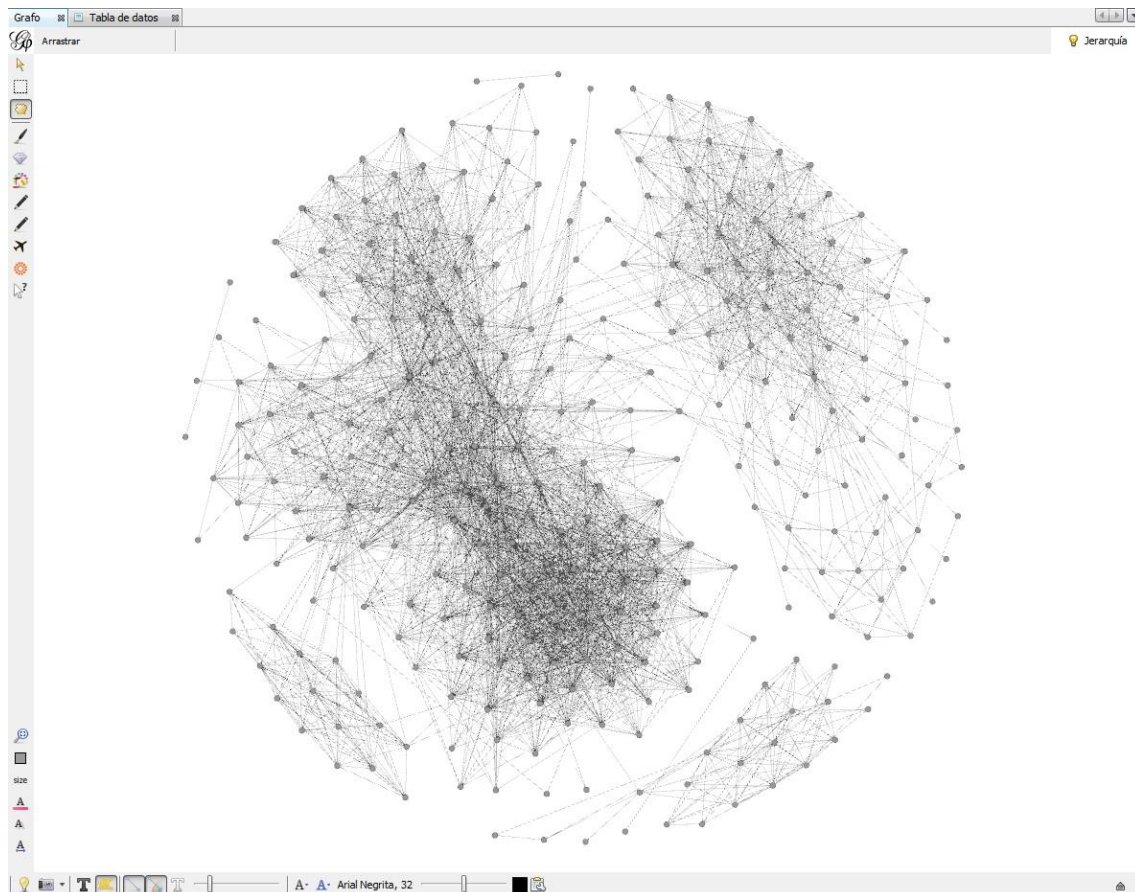 Grafo Tabla de datos
Arrastrar Jerarquía
size
A
A
A
T T A- A- Arial Negrita, 32